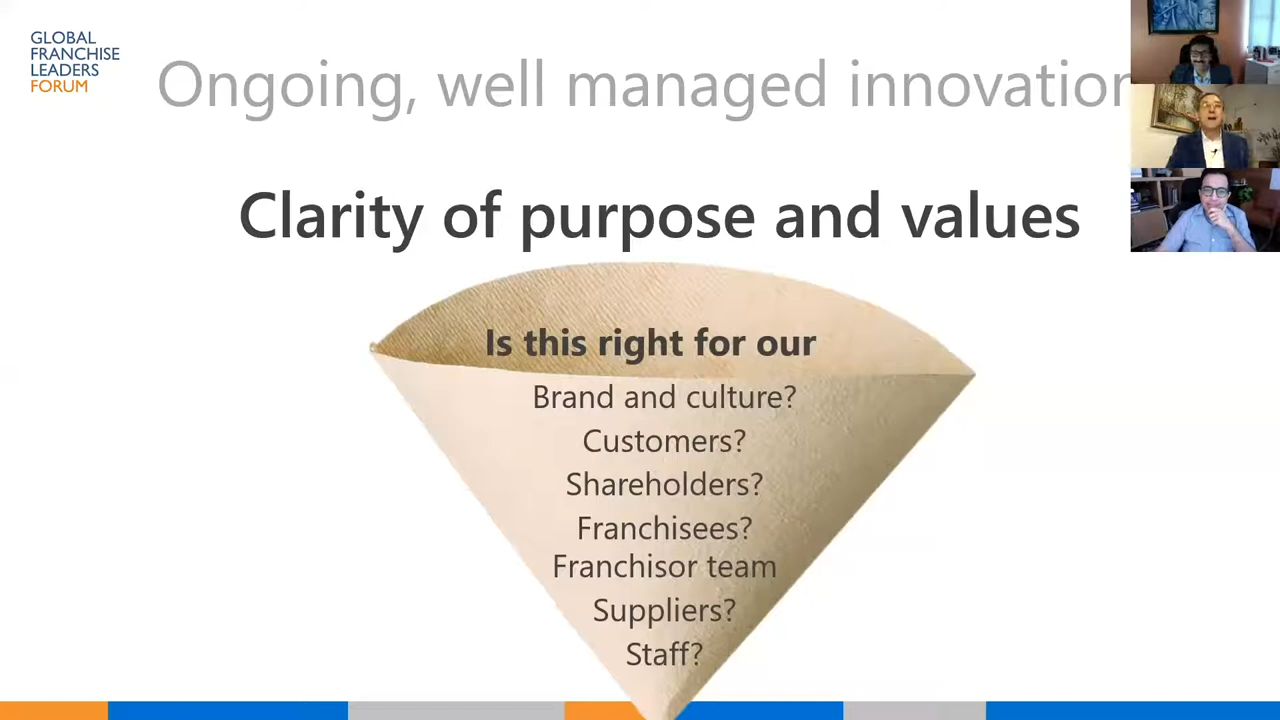 GLOBAL
FRANCHISE
LEADERS
FORUM
Ongoing, well managed innovation
Clarity of purpose and values
Is this right for our
Brand and culture?
Customers?
Shareholders?
Franchisees?
Franchisor team
Suppliers?
Staff?